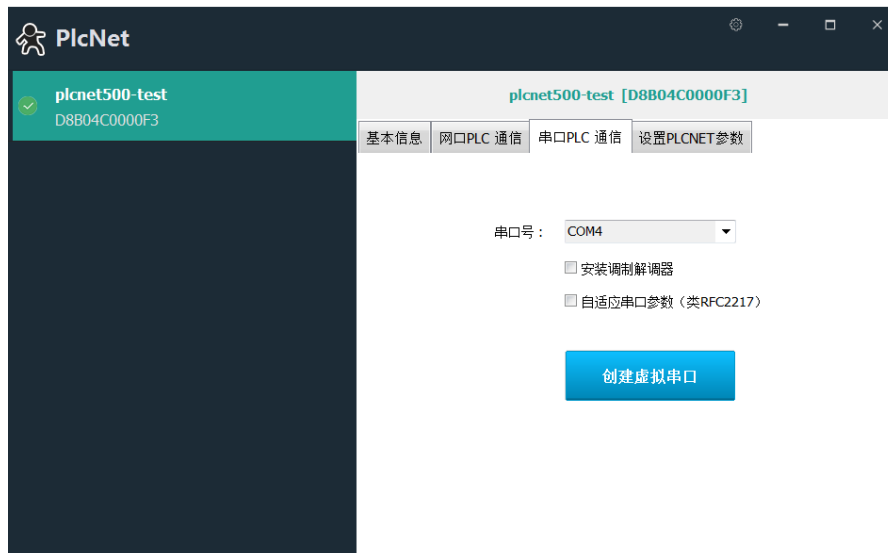 PlcNet
plcnet500-test
D8B04C0000F3
plcnet500-test [D8B04C0000F3]
基本信息 网口PLC 通信 串口PLC 通信 设置PLCNET参数
串口号： COM4
安装调制解调器
自适应串口参数（类RFC2217）
创建虚拟串口